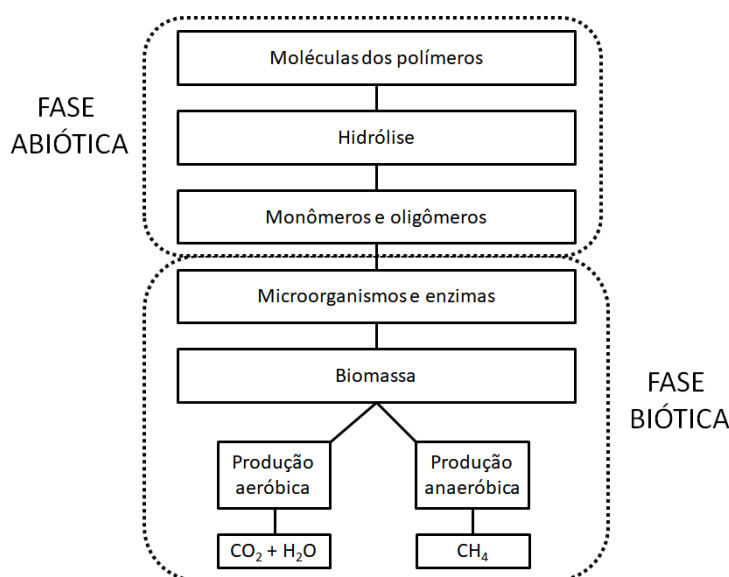 Moléculas dos polímeros
FASE
ABIÓTICA
Hidrólise
Monômeros e oligômeros
Microorganismos e enzimas
Biomassa
FASE
BIÓTICA
Produção
aeróbica
Produção
anaeróbica
CO₂ + H₂O
CH₄